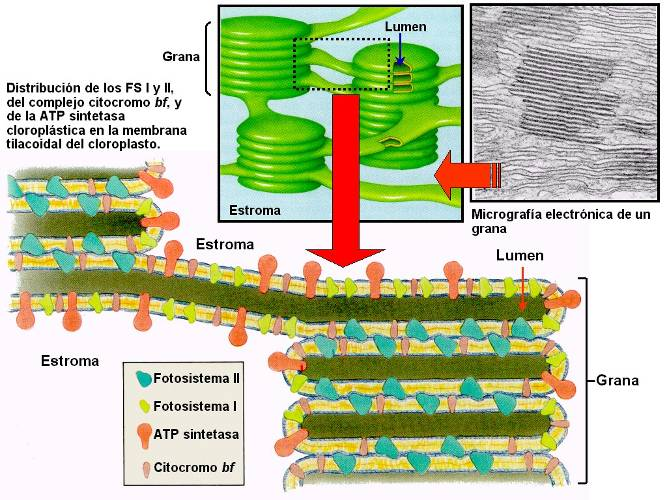 Grana
Lumen
Distribución de los FS I y II,
del complejo citocromo bf, y
de la ATP sintetasa
cloroplástica en la membrana
tilacoidal del cloroplasto.
Estroma
Micrografía electrónica de un
grana
Estroma
Lumen
Estroma
Grana
Fotosistema II
Fotosistema I
ATP sintetasa
Citocromo bf